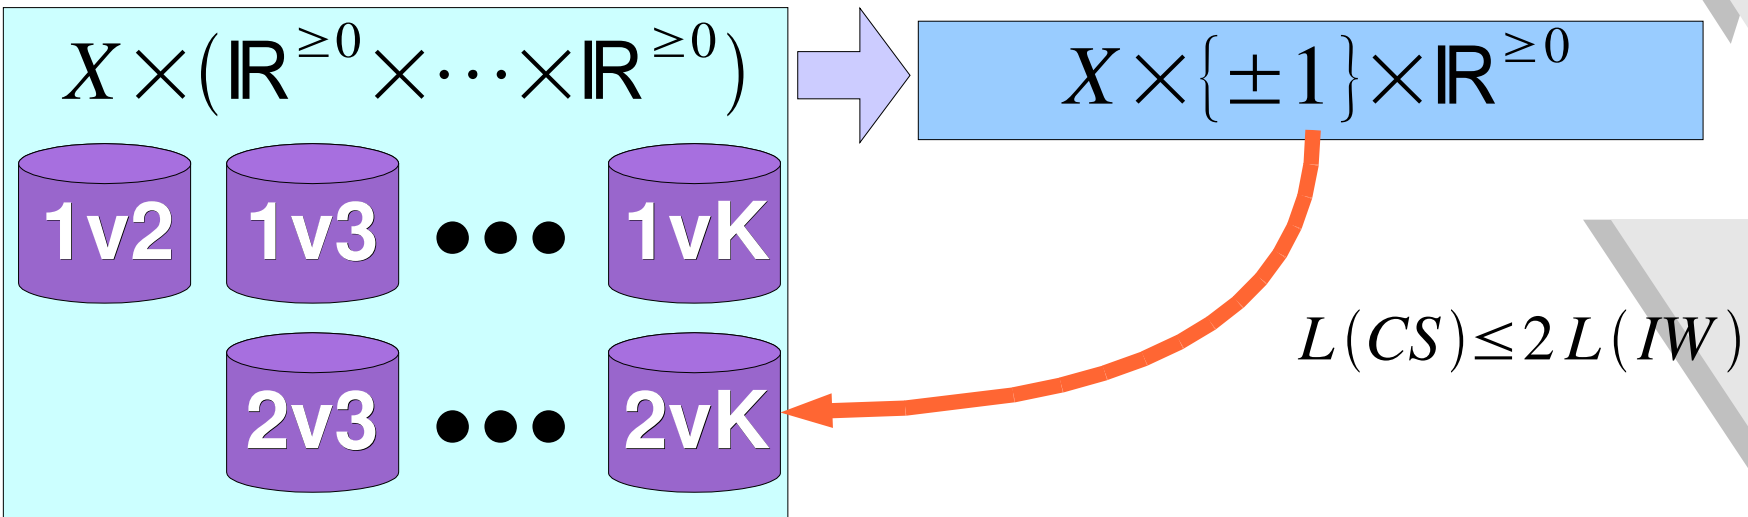 X×(ℝ≥0×⋯×ℝ≥0) X×{±1}×ℝ≥0
1v2 1v3 ••• 1vK
L(CS)≤2L(IW)
2v3 ••• 2vK